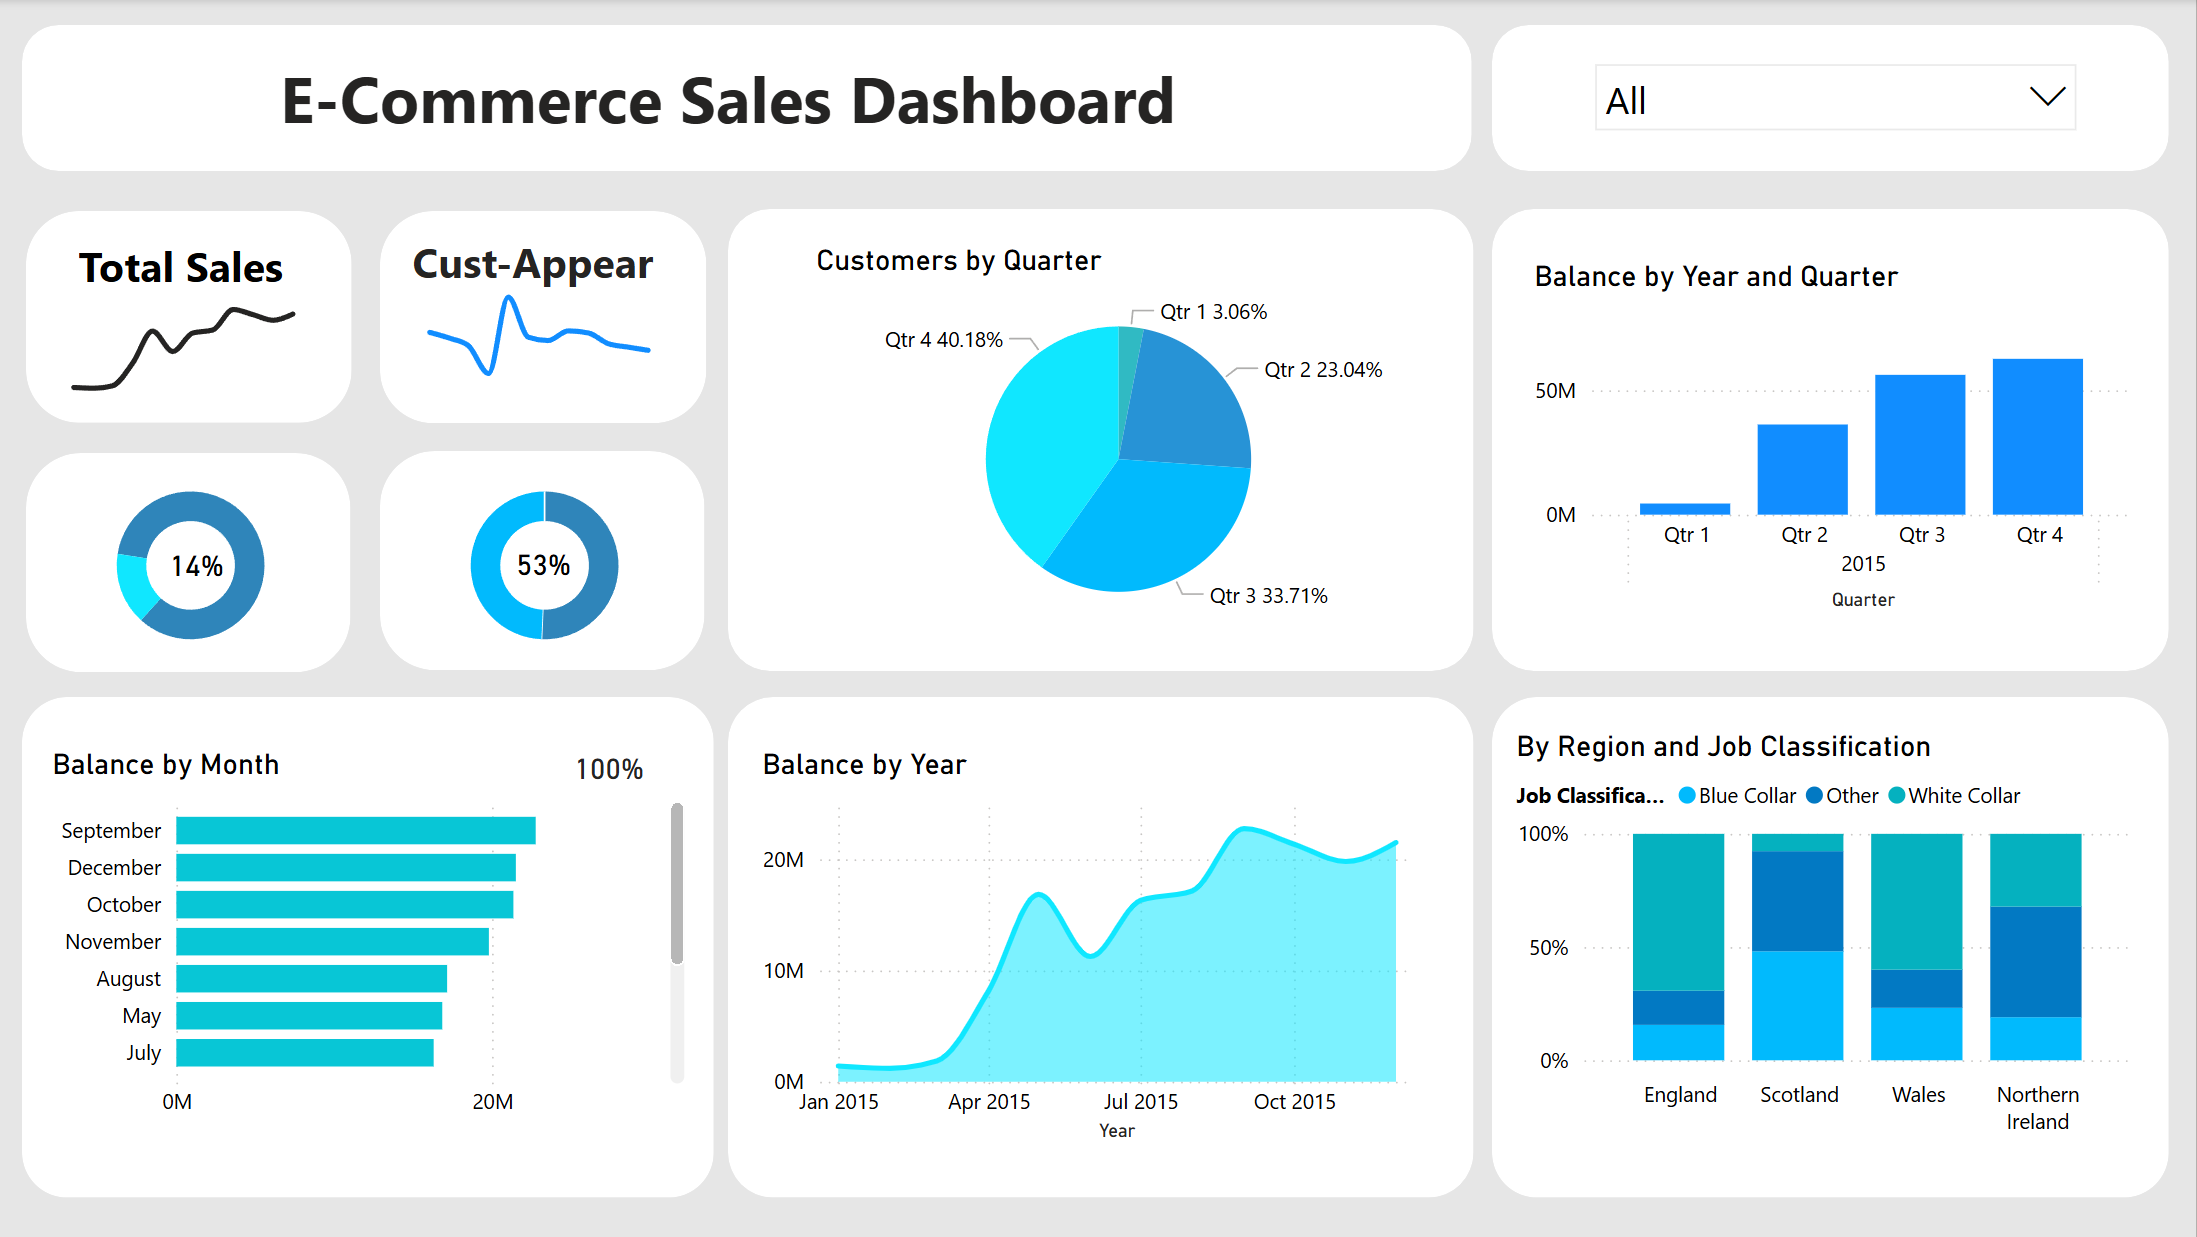 E-Commerce Sales Dashboard
All
Total Sales
Cust-Appear
14%
53%
Customers by Quarter
Qtr 1 3.06%
Qtr 4 40.18%
Qtr 2 23.04%
Qtr 3 33.71%
Balance by Year and Quarter
50M
0M
Qtr 1 Qtr 2 Qtr 3 Qtr 4
2015
Quarter
Balance by Month
100%
September
December
October
November
August
May
July
0M 20M
Balance by Year
20M
10M
0M
Jan 2015 Apr 2015 Jul 2015 Oct 2015
Year
By Region and Job Classification
Job Classifica... Blue Collar Other White Collar
100%
50%
0%
England Scotland Wales Northern
Ireland